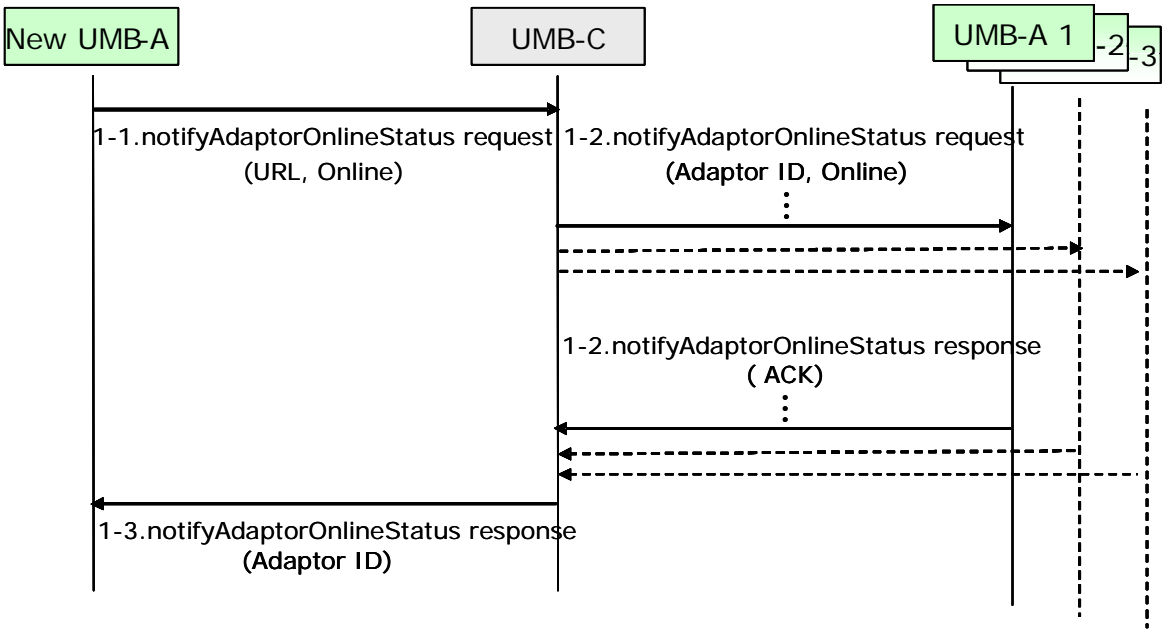 New UMB-A
UMB-C
UMB-A 1
-2
-3
1-1.notifyAdaptorOnlineStatus request
(URL, Online)
1-2.notifyAdaptorOnlineStatus request
(Adaptor ID, Online)
1-2.notifyAdaptorOnlineStatus response
( ACK)
1-3.notifyAdaptorOnlineStatus response
(Adaptor ID)